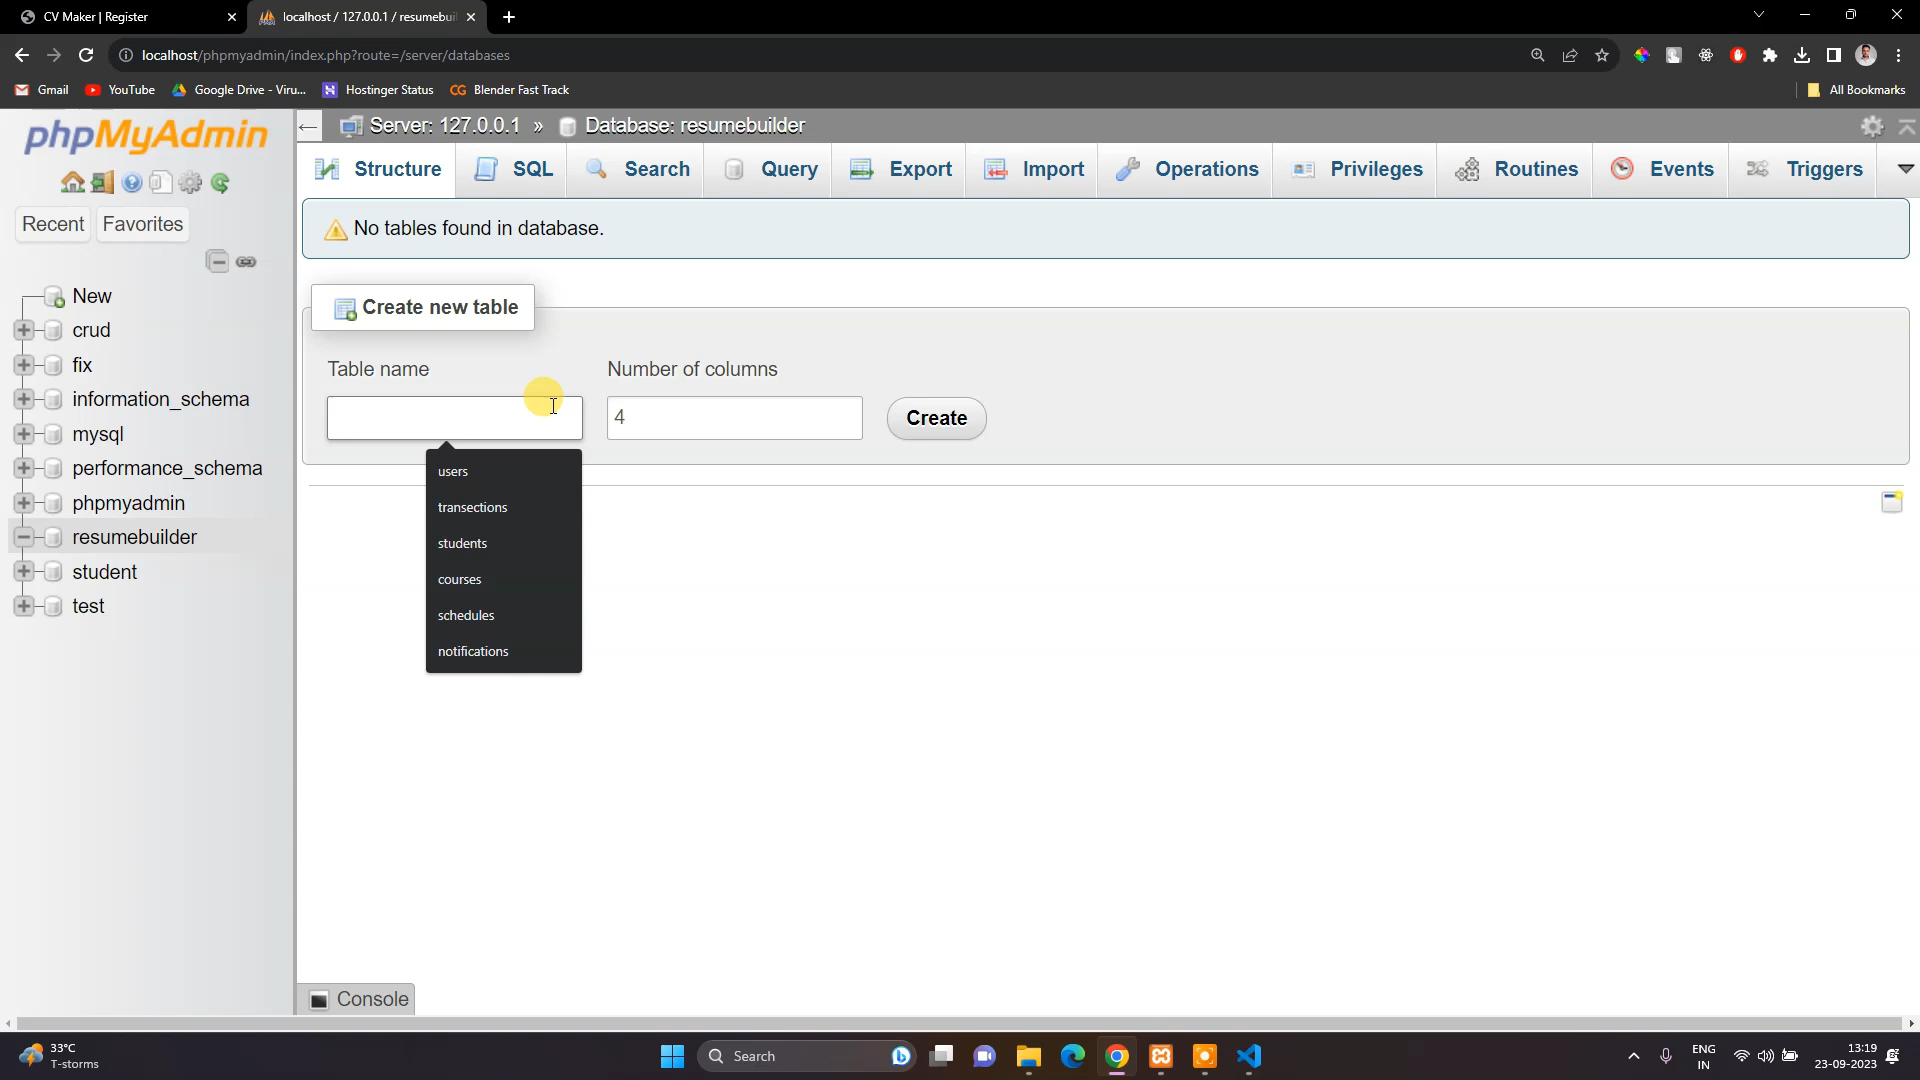 CV Maker | Register
localhost / 127.0.0.1 / resumebuil
localhost/phpmyadmin/index.php?route=/server/databases
Gmail
YouTube
Google Drive - Viru...
Hostinger Status
CG Blender Fast Track
All Bookmarks
phpMyAdmin
Server: 127.0.0.1 » Database: resumebuilder
Structure
SQL
Search
Query
Export
Import
Operations
Privileges
Routines
Events
Triggers
Recent
Favorites
New
crud
fix
information_schema
mysql
performance_schema
phpmyadmin
resumebuilder
student
test
No tables found in database.
Create new table
Table name
Number of columns
4
Create
users
transections
students
courses
schedules
notifications
Console
33°C
T-storms
Search
ENG
IN
13:19
23-09-2023